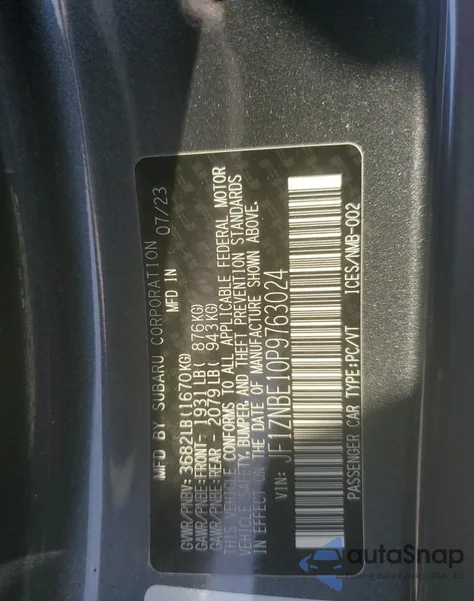 MFD BY SUBARU CORPORATION 07/23
MFD IN
GVWR/PNBV: 3682LB(1670KG)
GAWR/PNBE:FRONT- 1931LB( 876KG)
GAWR/PNBE:REAR - 2079LB( 943KG)
THIS VEHICLE CONFORMS TO ALL APPLICABLE FEDERAL MOTOR
VEHICLE SAFETY, BUMPER, AND THEFT PREVENTION STANDARDS
IN EFFECT ON THE DATE OF MANUFACTURE SHOWN ABOVE.
VIN: JF1ZNBE10P9763024
PASSENGER CAR TYPE:PC/VT ICES/NMB-002
autoSnap